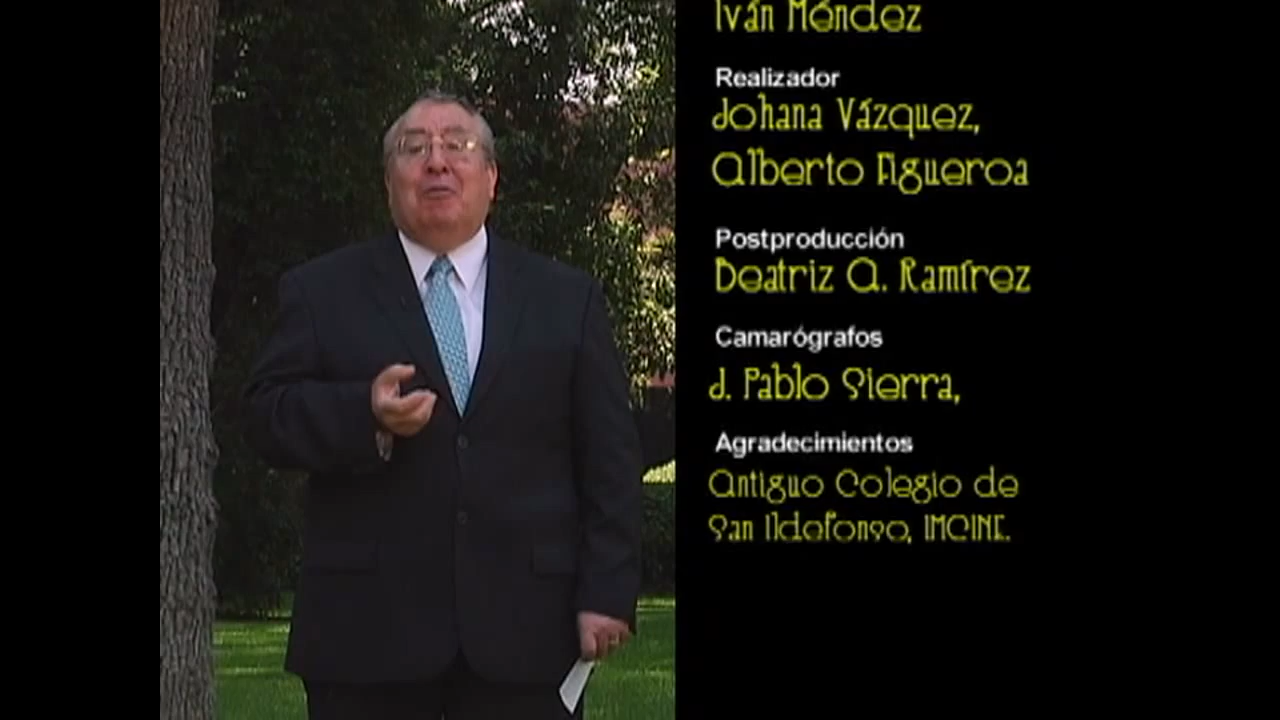 Iván Méndez
Realizador
Johana Vázquez,
Alberto Figueroa
Postproducción
Beatriz A. Ramírez
Camarógrafos
J. Pablo Sierra,
Agradecimientos
Antiguo Colegio de
San Ildefonso, IMCINE.